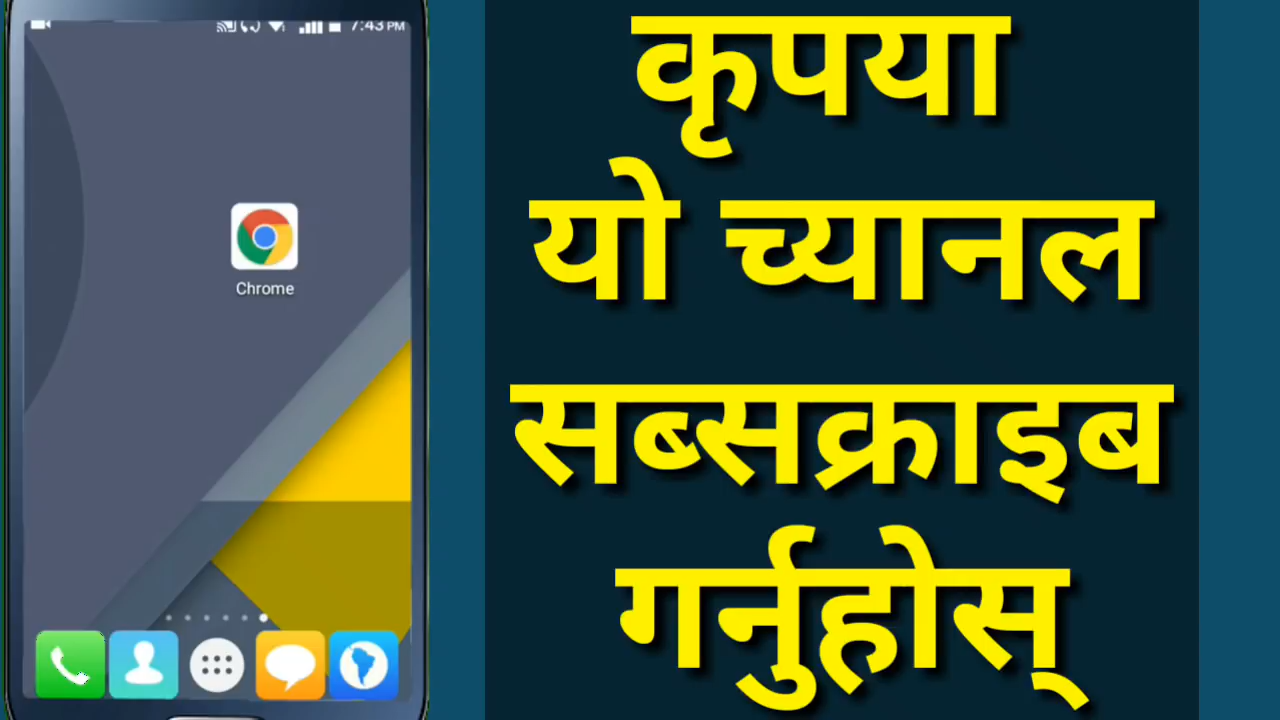 7:43 PM
Chrome
कृपया
यो च्यानल
सब्सक्राइब
गर्नुहोस्